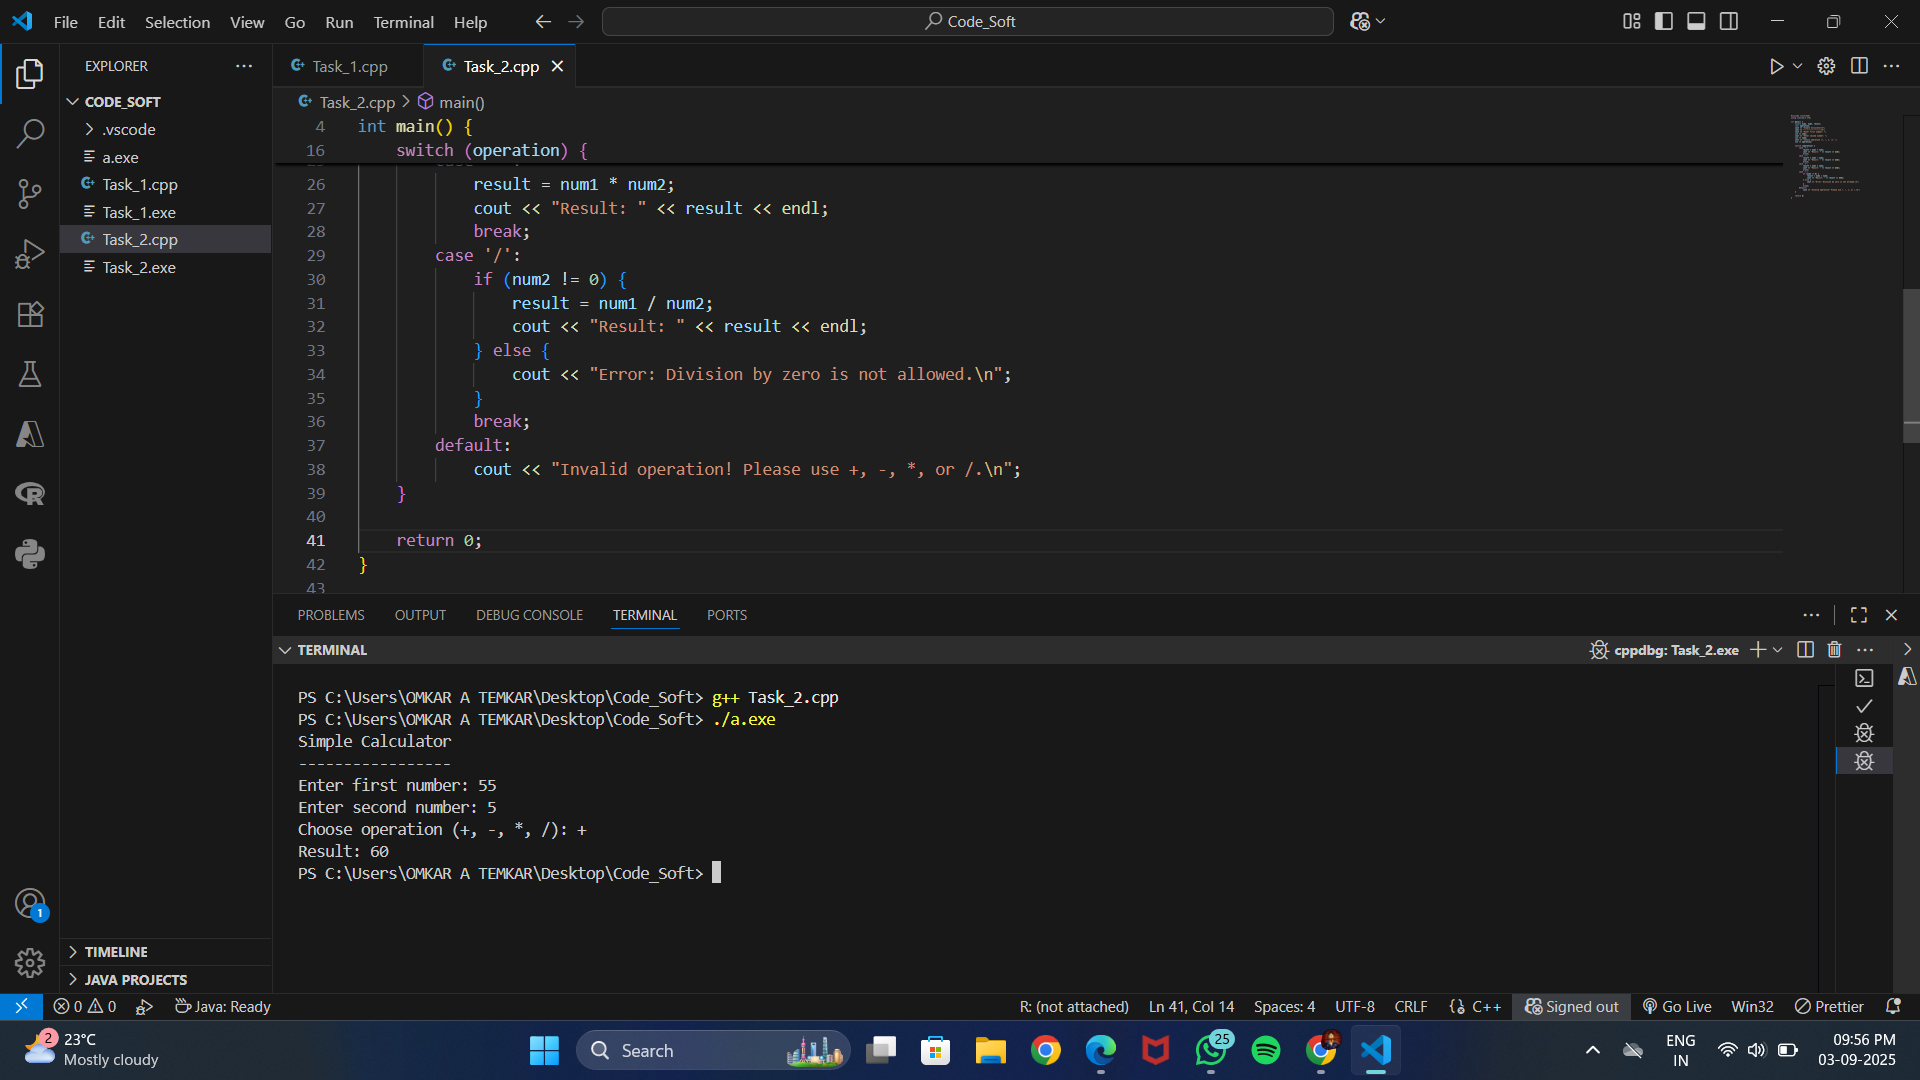 File Edit Selection View Go Run Terminal Help
Code_Soft
EXPLORER
CODE_SOFT
.vscode
a.exe
Task_1.cpp
Task_1.exe
Task_2.cpp
Task_2.exe
TIMELINE
JAVA PROJECTS
Task_1.cpp Task_2.cpp
Task_2.cpp > main()
4 int main() {
16 switch (operation) {
26 result = num1 * num2;
27 cout << "Result: " << result << endl;
28 break;
29 case '/':
30 if (num2 != 0) {
31 result = num1 / num2;
32 cout << "Result: " << result << endl;
33 } else {
34 cout << "Error: Division by zero is not allowed.\n";
35 }
36 break;
37 default:
38 cout << "Invalid operation! Please use +, -, *, or /.\n";
39 }
40
41 return 0;
42 }
43
PROBLEMS OUTPUT DEBUG CONSOLE TERMINAL PORTS
TERMINAL
cppdbg: Task_2.exe
PS C:\Users\OMKAR A TEMKAR\Desktop\Code_Soft> g++ Task_2.cpp
PS C:\Users\OMKAR A TEMKAR\Desktop\Code_Soft> ./a.exe
Simple Calculator
-----------------
Enter first number: 55
Enter second number: 5
Choose operation (+, -, *, /): +
Result: 60
PS C:\Users\OMKAR A TEMKAR\Desktop\Code_Soft>
1
0 0 Java: Ready
R: (not attached) Ln 41, Col 14 Spaces: 4 UTF-8 CRLF C++ Signed out Go Live Win32 Prettier
2
23°C
Mostly cloudy
Search
25
ENG
IN
09:56 PM
03-09-2025